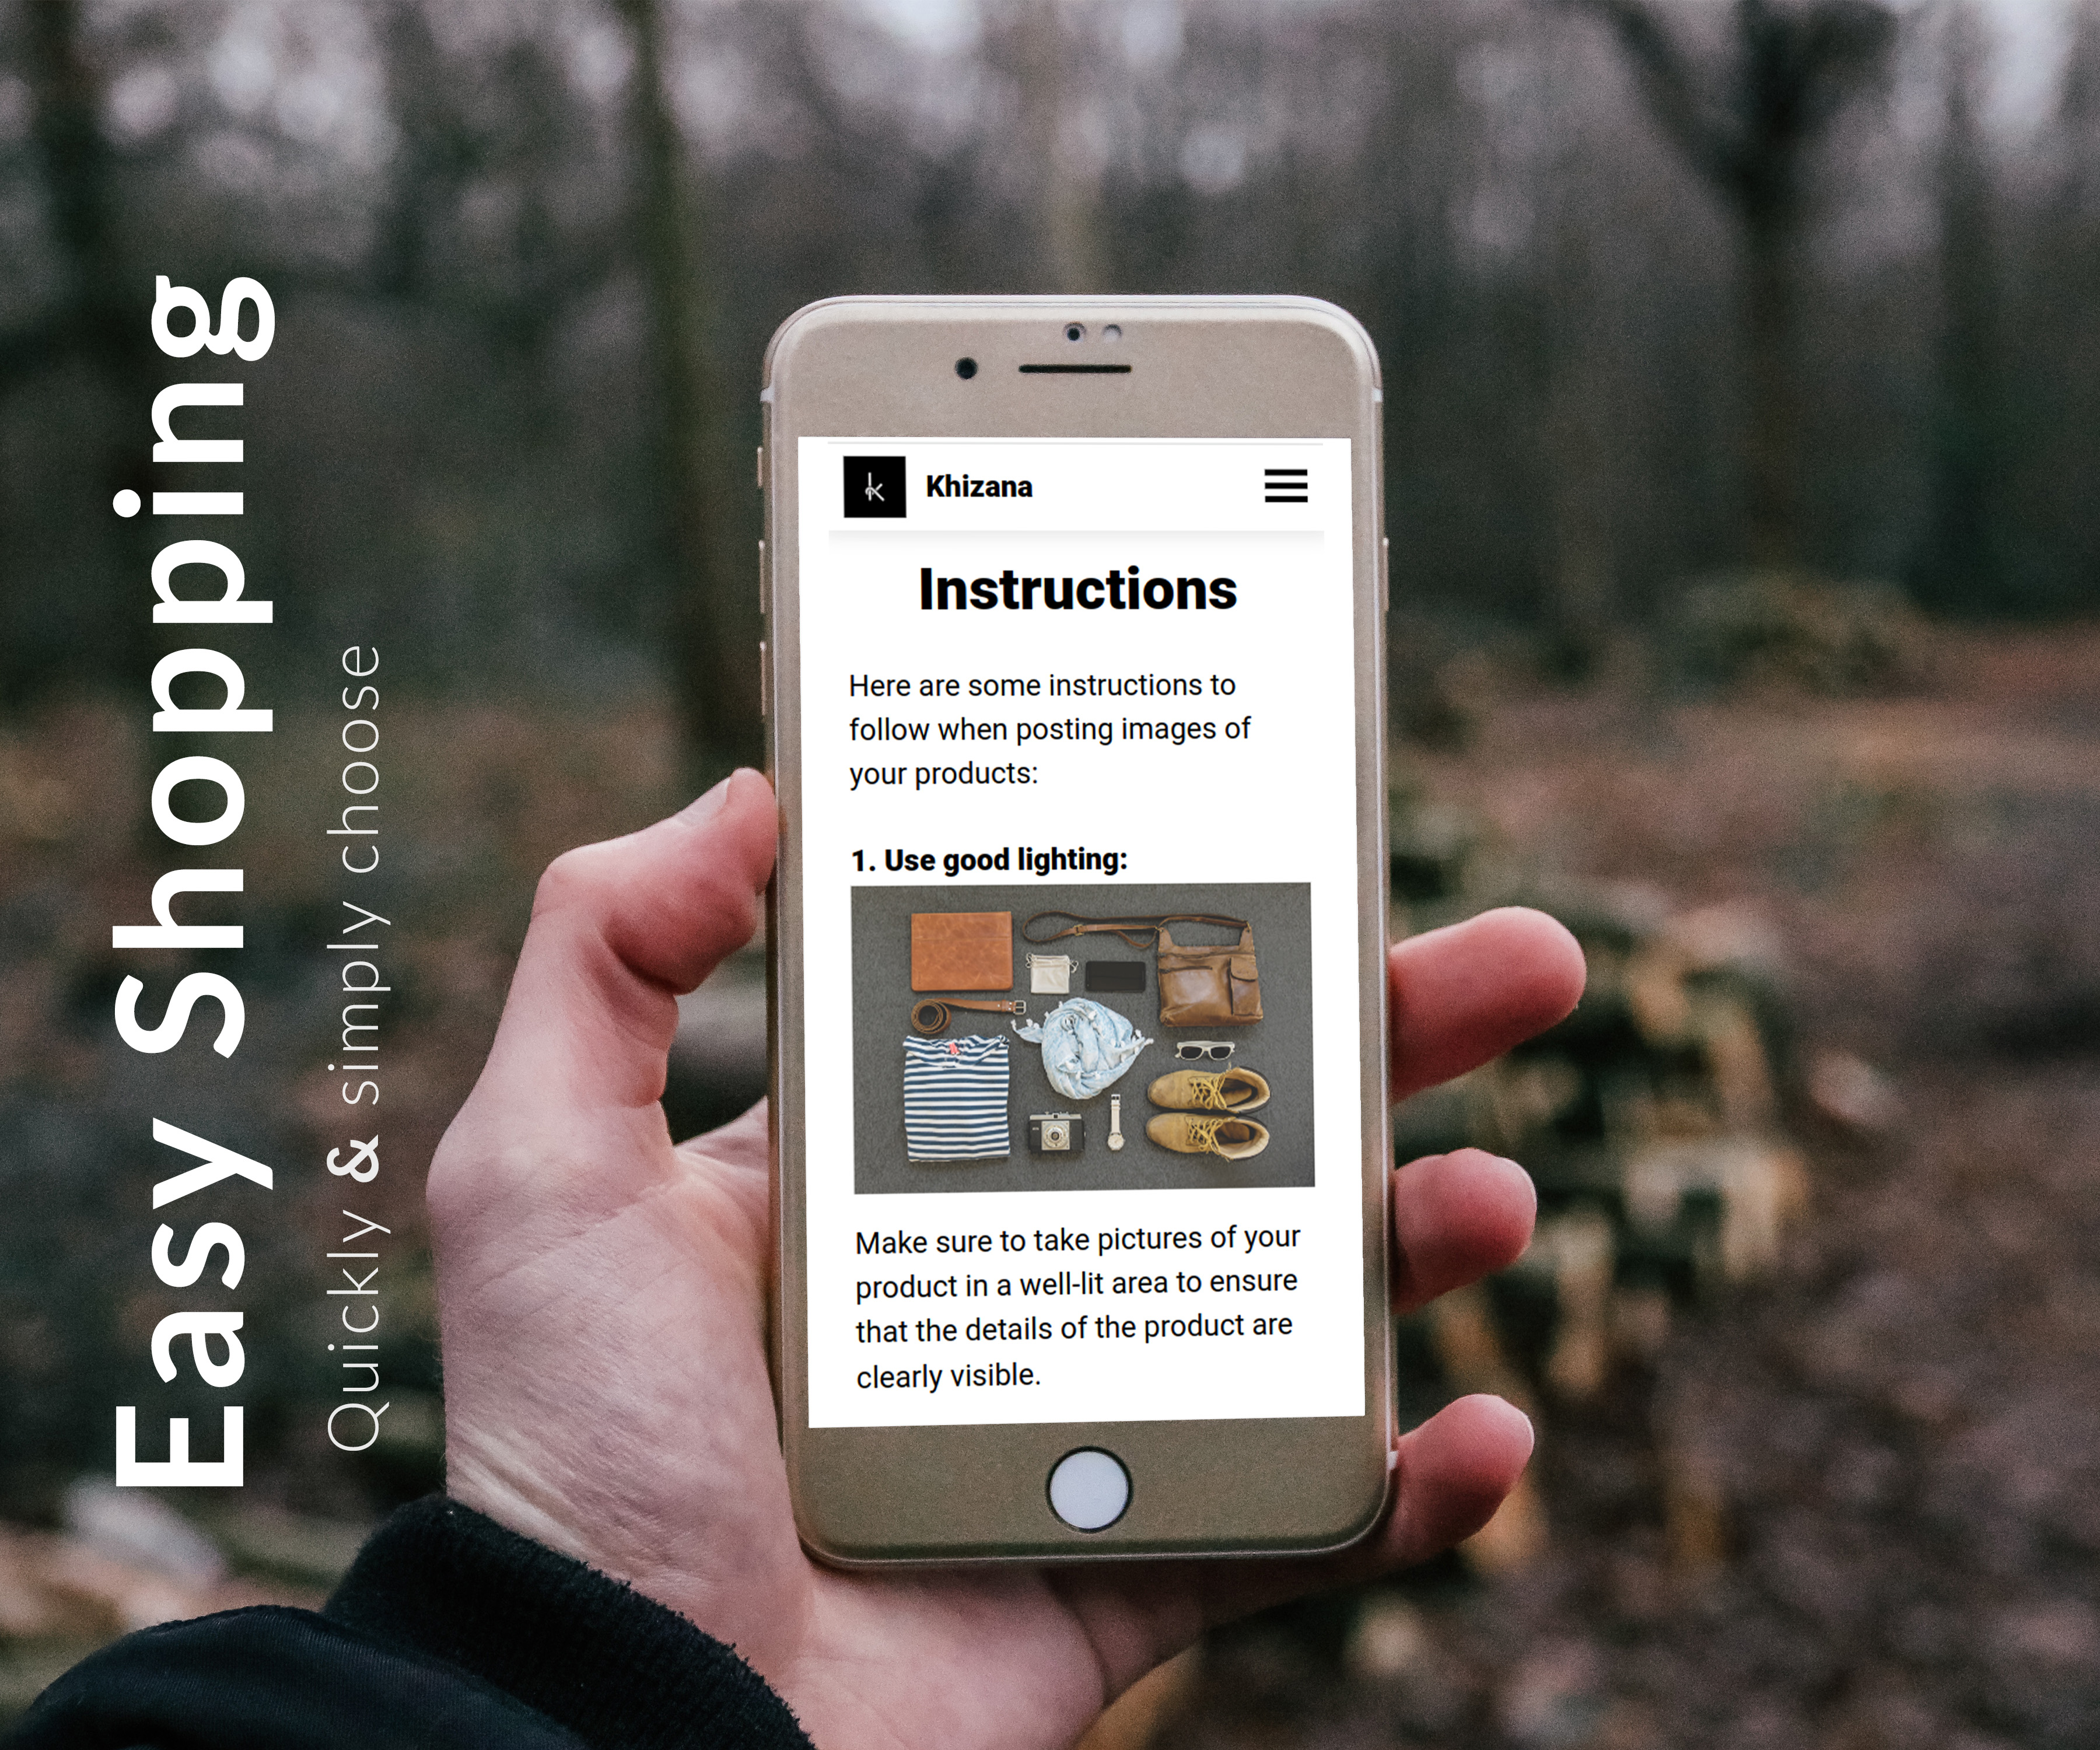 Easy Shopping
Quickly & simply choose
Khizana
Instructions
Here are some instructions to
follow when posting images of
your products:
1. Use good lighting:
Make sure to take pictures of your
product in a well-lit area to ensure
that the details of the product are
clearly visible.